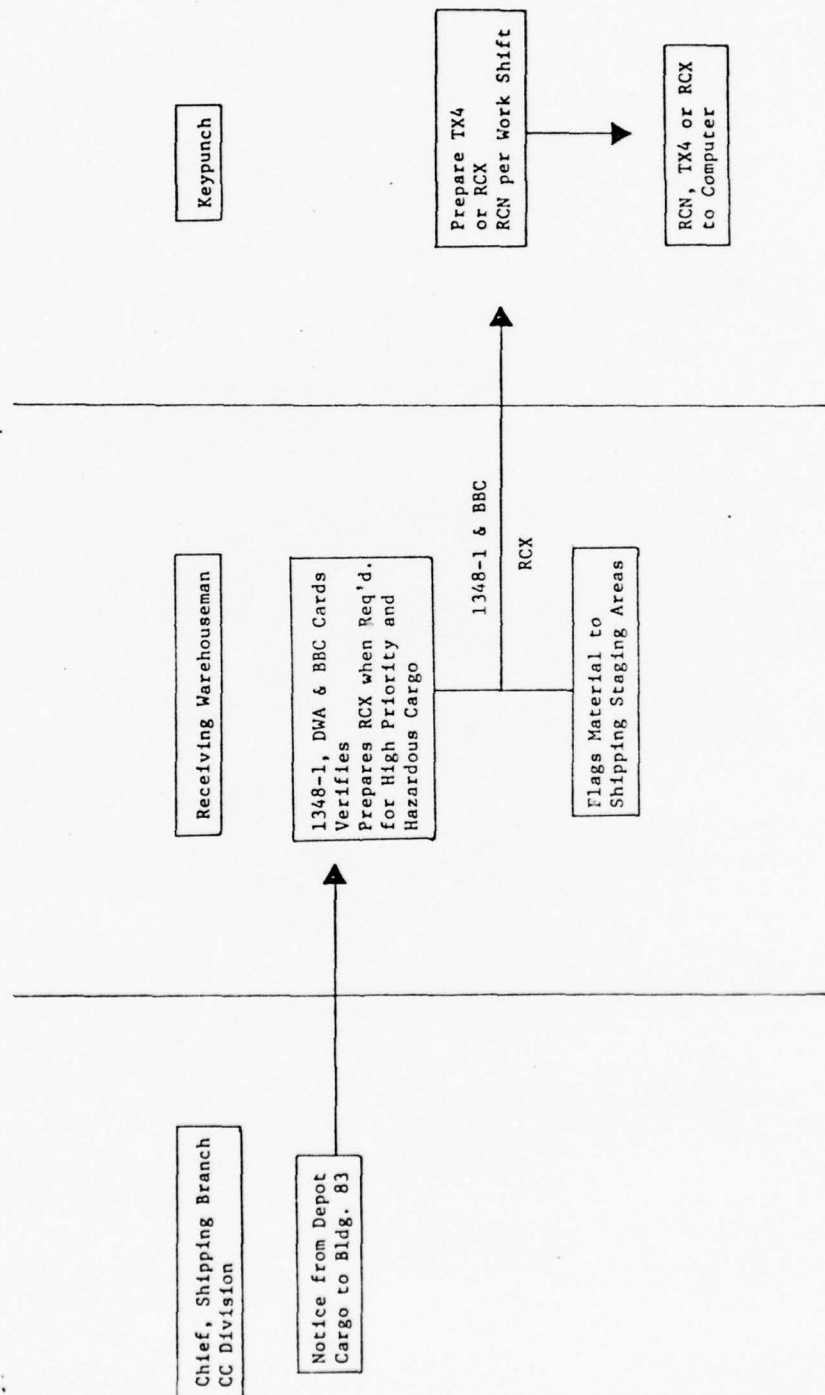 Chief, Shipping Branch
CC Division
Notice from Depot
Cargo to Bldg. 83
Receiving Warehouseman
1348-1, DWA & BBC Cards
Verifies
Prepares RCX when Req'd.
for High Priority and
Hazardous Cargo
1348-1 & BBC
RCX
Flags Material to
Shipping Staging Areas
Keypunch
Prepare TX4
or RCX
RCN per Work Shift
RCN, TX4 or RCX
to Computer